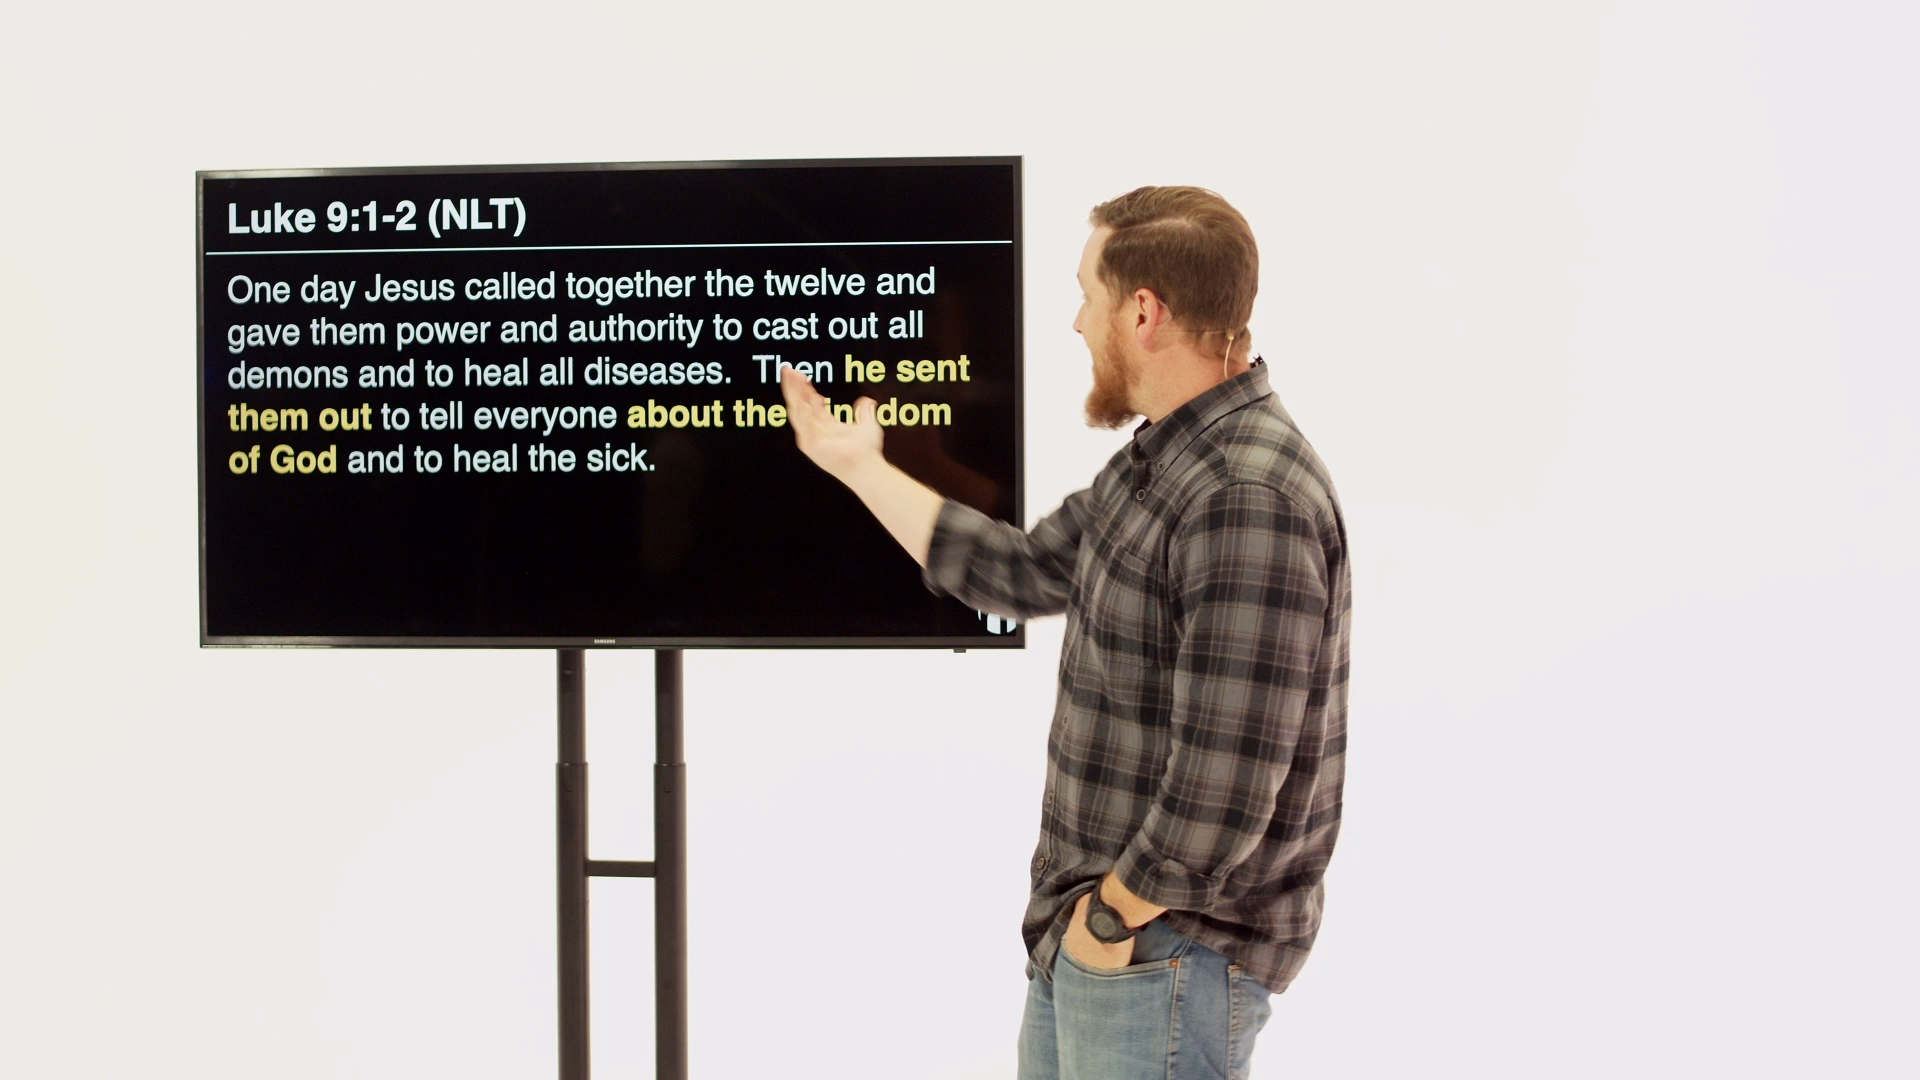 Luke 9:1-2 (NLT)
One day Jesus called together the twelve and
gave them power and authority to cast out all
demons and to heal all diseases. Then he sent
them out to tell everyone about the kingdom
of God and to heal the sick.
SAMSUNG